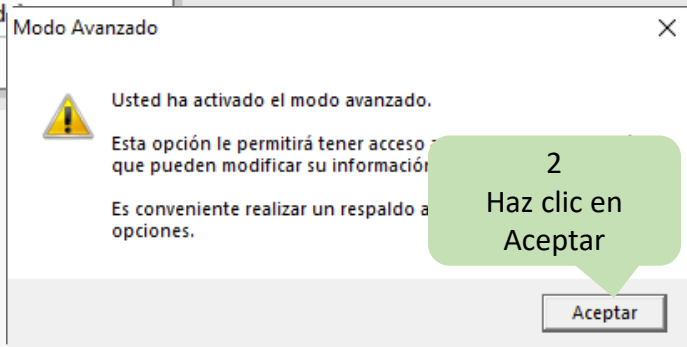 Modo Avanzado
Usted ha activado el modo avanzado.
Esta opción le permitirá tener acceso
que pueden modificar su información
Es conveniente realizar un respaldo
opciones.
2
Haz clic en
Aceptar
Aceptar